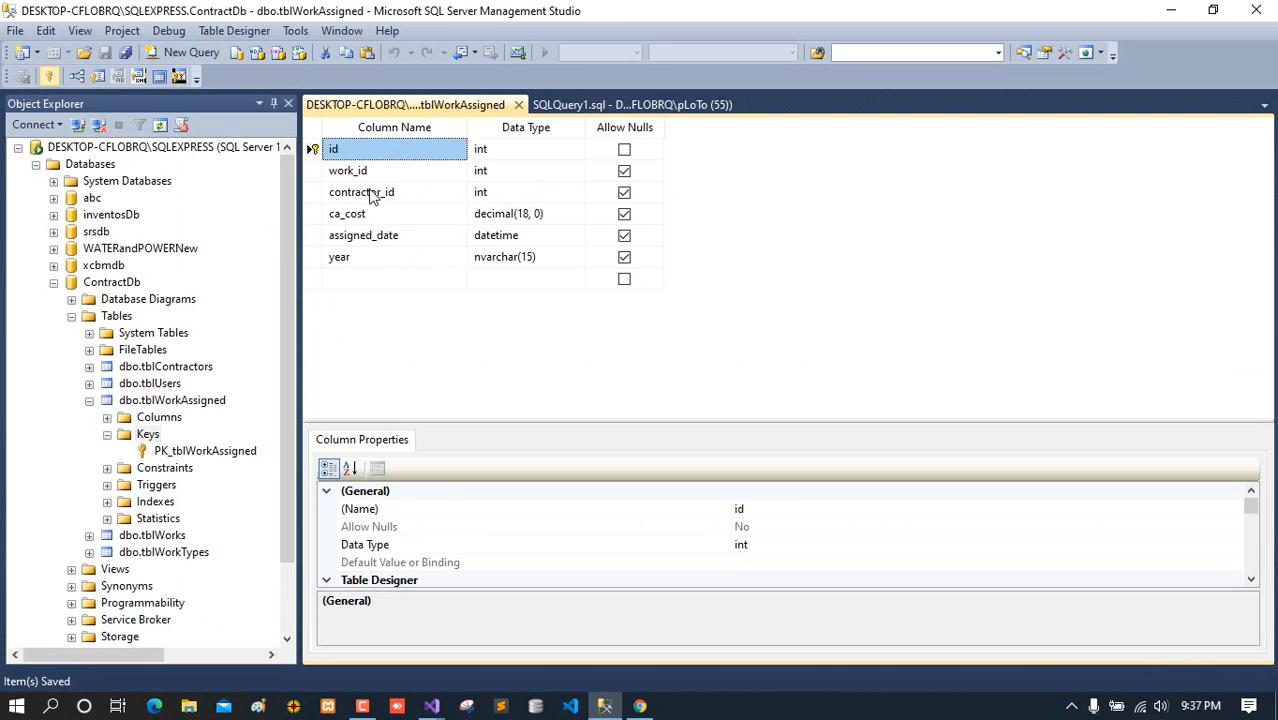 DESKTOP-CFLOBRQ\SQLEXPRESS.ContractDb - dbo.tblWorkAssigned - Microsoft SQL Server Management Studio
File Edit View Project Debug Table Designer Tools Window Help
New Query
Object Explorer
DESKTOP-CFLOBRQ\....tblWorkAssigned
SQLQuery1.sql - D...FLOBRQ\pLoTo (55))
Connect
Column Name Data Type Allow Nulls
DESKTOP-CFLOBRQ\SQLEXPRESS (SQL Server 1
Databases
System Databases
abc
inventosDb
srsdb
WATERandPOWERNew
xcbmdb
ContractDb
Database Diagrams
Tables
System Tables
FileTables
dbo.tblContractors
dbo.tblUsers
dbo.tblWorkAssigned
Columns
Keys
PK_tblWorkAssigned
Constraints
Triggers
Indexes
Statistics
dbo.tblWorks
dbo.tblWorkTypes
Views
Synonyms
Programmability
Service Broker
Storage
id int
work_id int
contractor_id int
ca_cost decimal(18, 0)
assigned_date datetime
year nvarchar(15)
Column Properties
(General)
(Name) id
Allow Nulls No
Data Type int
Default Value or Binding
Table Designer
(General)
Item(s) Saved
9:37 PM